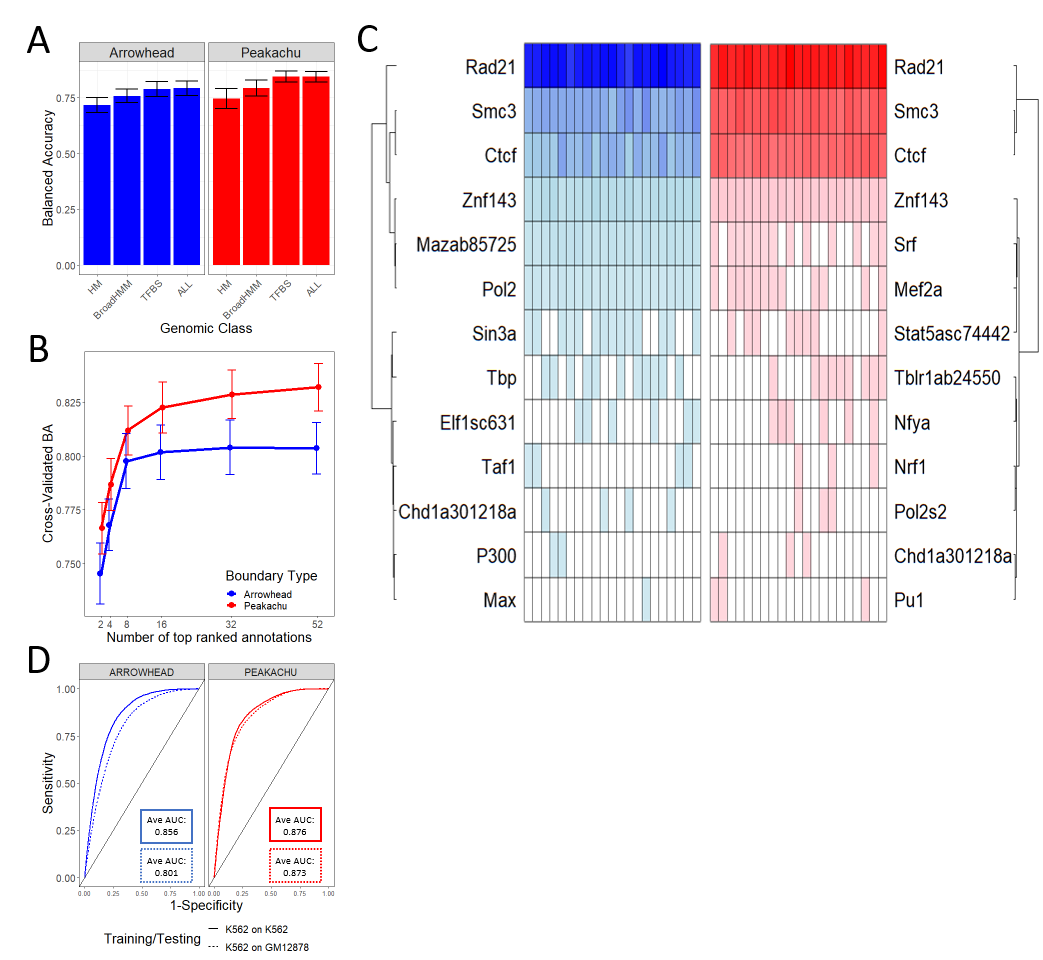 A
Arrowhead Peakachu
Balanced Accuracy
0.75
0.50
0.25
0.00
HM BroadHMM TFBS ALL HM BroadHMM TFBS ALL
Genomic Class
B
Cross-Validated BA
0.825
0.800
0.775
0.750
Boundary Type
Arrowhead
Peakachu
2 4 8 16 32 52
Number of top ranked annotations
C
Rad21 Rad21
Smc3 Smc3
Ctcf Ctcf
Znf143 Znf143
Mazab85725 Srf
Pol2 Mef2a
Sin3a Stat5asc74442
Tbp Tblr1ab24550
Elf1sc631 Nfya
Taf1 Nrf1
Chd1a301218a Pol2s2
P300 Chd1a301218a
Max Pu1
D
ARROWHEAD PEAKACHU
Sensitivity
1.00
0.75
0.50
0.25
0.00
Ave AUC:
0.856
Ave AUC:
0.801
Ave AUC:
0.876
Ave AUC:
0.873
0.00 0.25 0.50 0.75 1.00 0.00 0.25 0.50 0.75 1.00
1-Specificity
Training/Testing
K562 on K562
K562 on GM12878